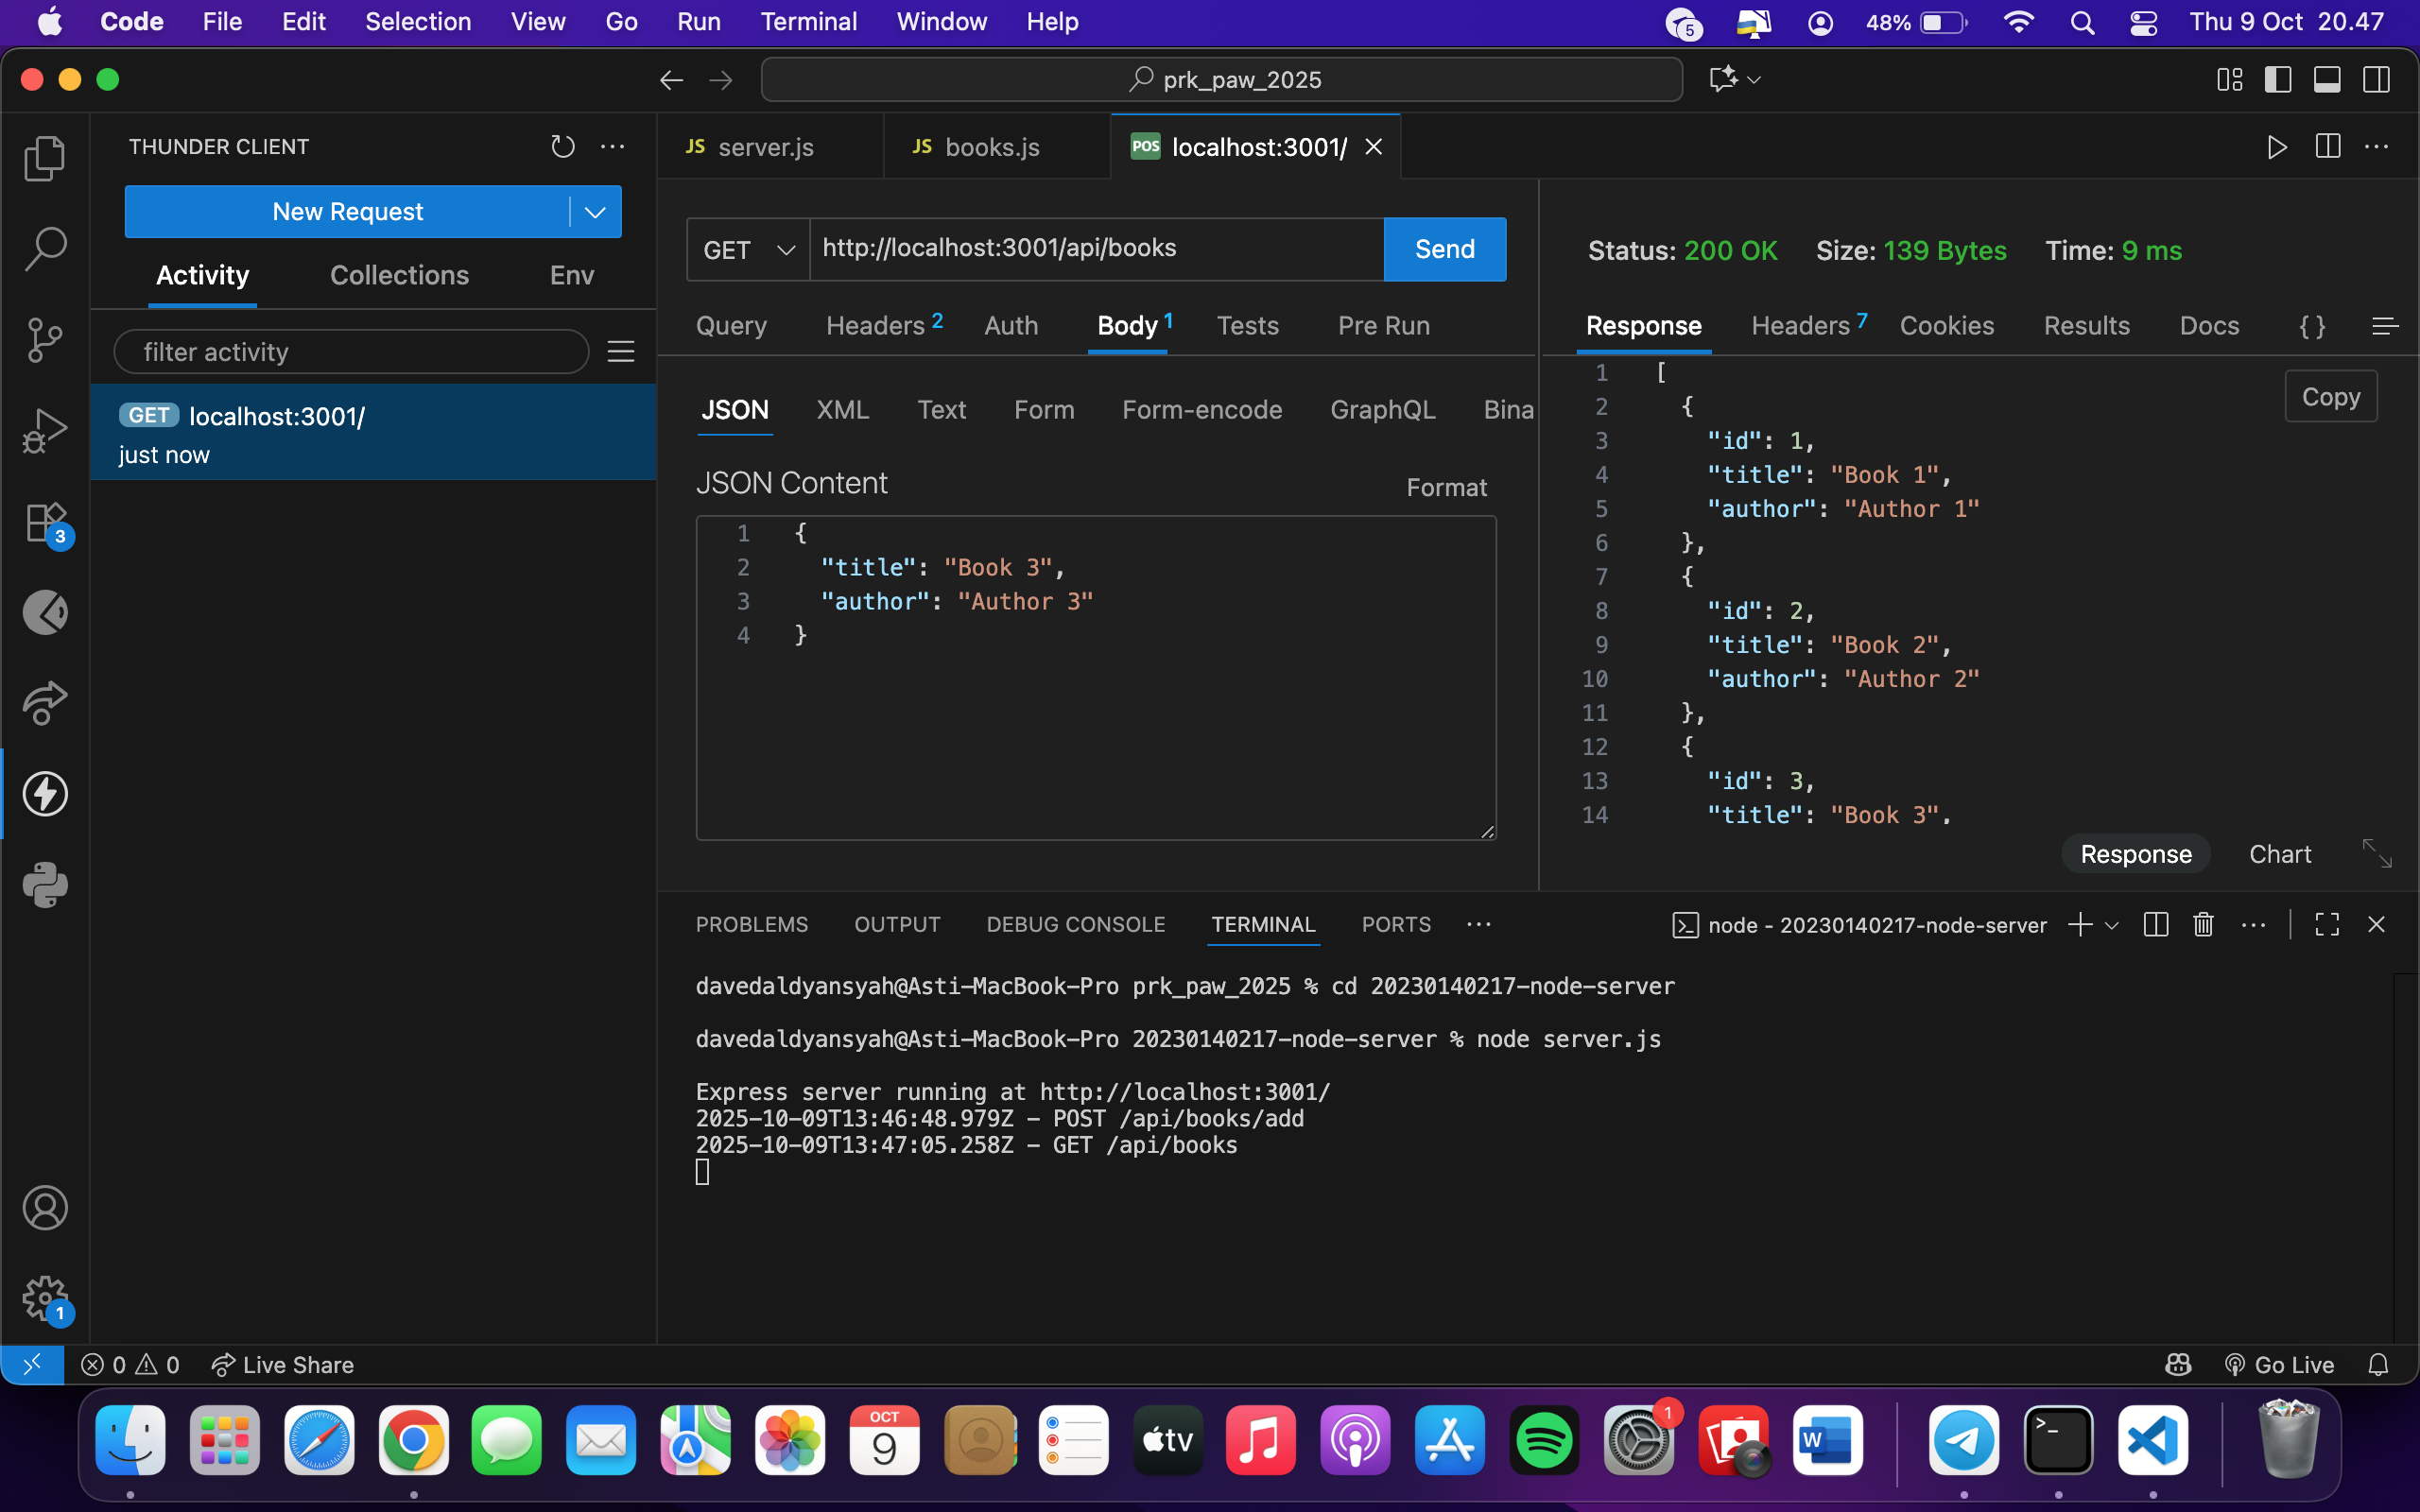 Code File Edit Selection View Go Run Terminal Window Help 5 48% Thu 9 Oct 20.47
prk_paw_2025
THUNDER CLIENT
New Request
Activity Collections Env
filter activity
GET localhost:3001/
just now
3
1
JS server.js JS books.js POS localhost:3001/
GET http://localhost:3001/api/books Send
Query Headers 2 Auth Body 1 Tests Pre Run
JSON XML Text Form Form-encode GraphQL Bina
JSON Content Format
1 {
2 "title": "Book 3",
3 "author": "Author 3"
4 }
Status: 200 OK Size: 139 Bytes Time: 9 ms
Response Headers 7 Cookies Results Docs {}
Copy
1 [
2 {
3 "id": 1,
4 "title": "Book 1",
5 "author": "Author 1"
6 },
7 {
8 "id": 2,
9 "title": "Book 2",
10 "author": "Author 2"
11 },
12 {
13 "id": 3,
14 "title": "Book 3",
Response Chart
PROBLEMS OUTPUT DEBUG CONSOLE TERMINAL PORTS node - 20230140217-node-server
davedaldyansyah@Asti-MacBook-Pro prk_paw_2025 % cd 20230140217-node-server
davedaldyansyah@Asti-MacBook-Pro 20230140217-node-server % node server.js
Express server running at http://localhost:3001/
2025-10-09T13:46:48.979Z - POST /api/books/add
2025-10-09T13:47:05.258Z - GET /api/books
0 0 Live Share Go Live
OCT
9
tv
1
W
>_